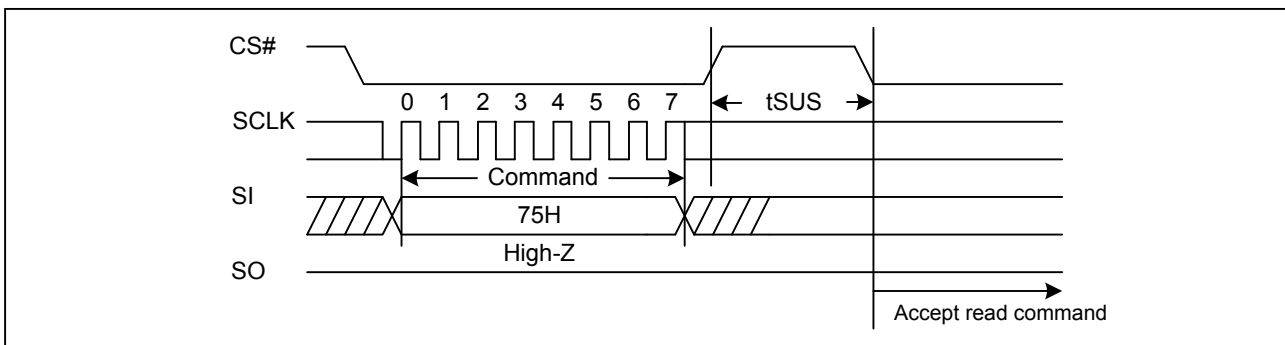 CS#
0 1 2 3 4 5 6 7
tSUS
SCLK
Command
SI
75H
High-Z
SO
Accept read command